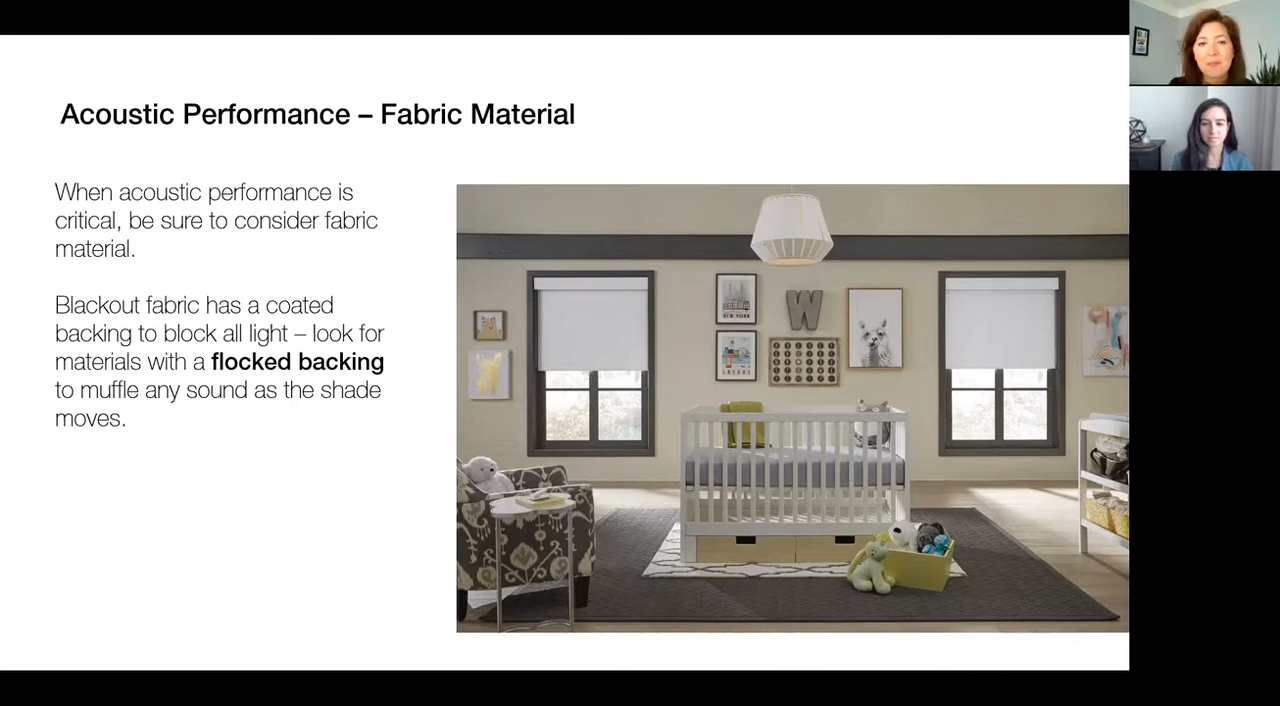 Acoustic Performance – Fabric Material
When acoustic performance is
critical, be sure to consider fabric
material.
Blackout fabric has a coated
backing to block all light – look for
materials with a flocked backing
to muffle any sound as the shade
moves.
NEW·YORK
W
LONDON